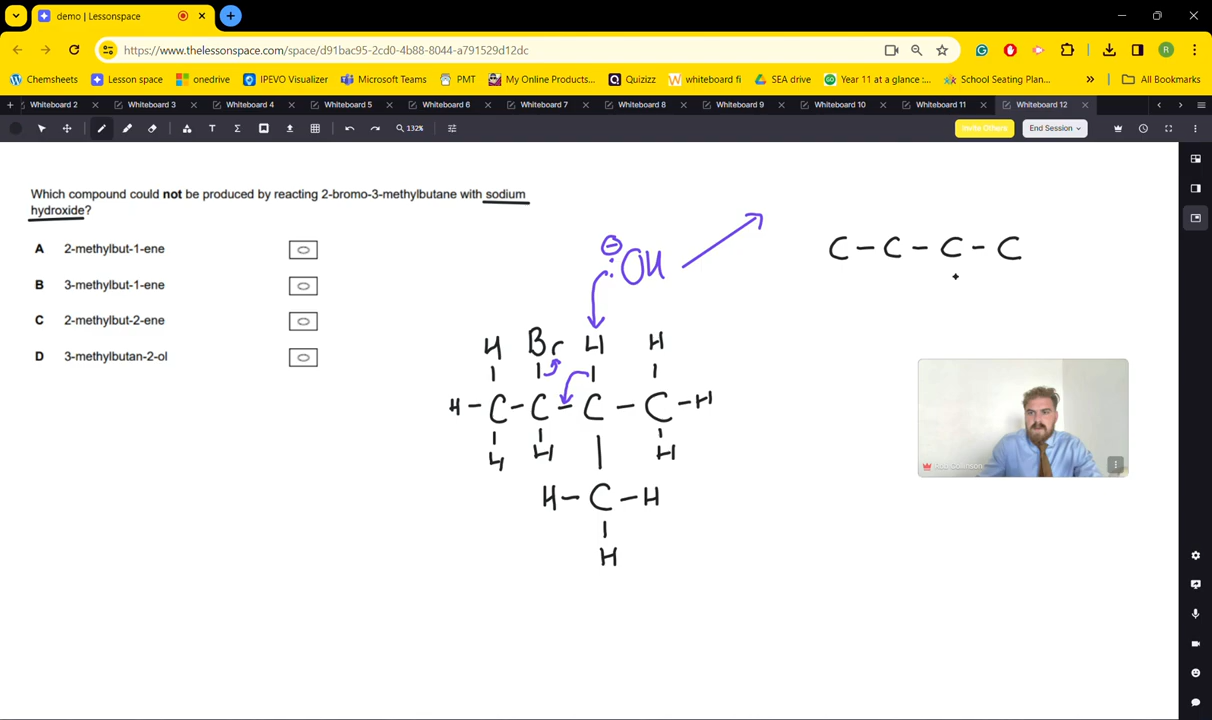 demo | Lessonspace
https://www.thelessonspace.com/space/d91bac95-2cd0-4b88-8044-a791529d12dc
R
Chemsheets
Lesson space
onedrive
IPEVO Visualizer
Microsoft Teams
PMT
My Online Products...
Quizizz
whiteboard fi
SEA drive
Year 11 at a glance :...
School Seating Plan...
All Bookmarks
Whiteboard 2
Whiteboard 3
Whiteboard 4
Whiteboard 5
Whiteboard 6
Whiteboard 7
Whiteboard 8
Whiteboard 9
Whiteboard 10
Whiteboard 11
Whiteboard 12
132%
Invite Others
End Session
Which compound could not be produced by reacting 2-bromo-3-methylbutane with sodium
hydroxide?
A 2-methylbut-1-ene
B 3-methylbut-1-ene
C 2-methylbut-2-ene
D 3-methylbutan-2-ol
:OH
C - C - C - C
H Br H H
H - C - C - C - C - H
H H H
H - C - H
H
Collinson